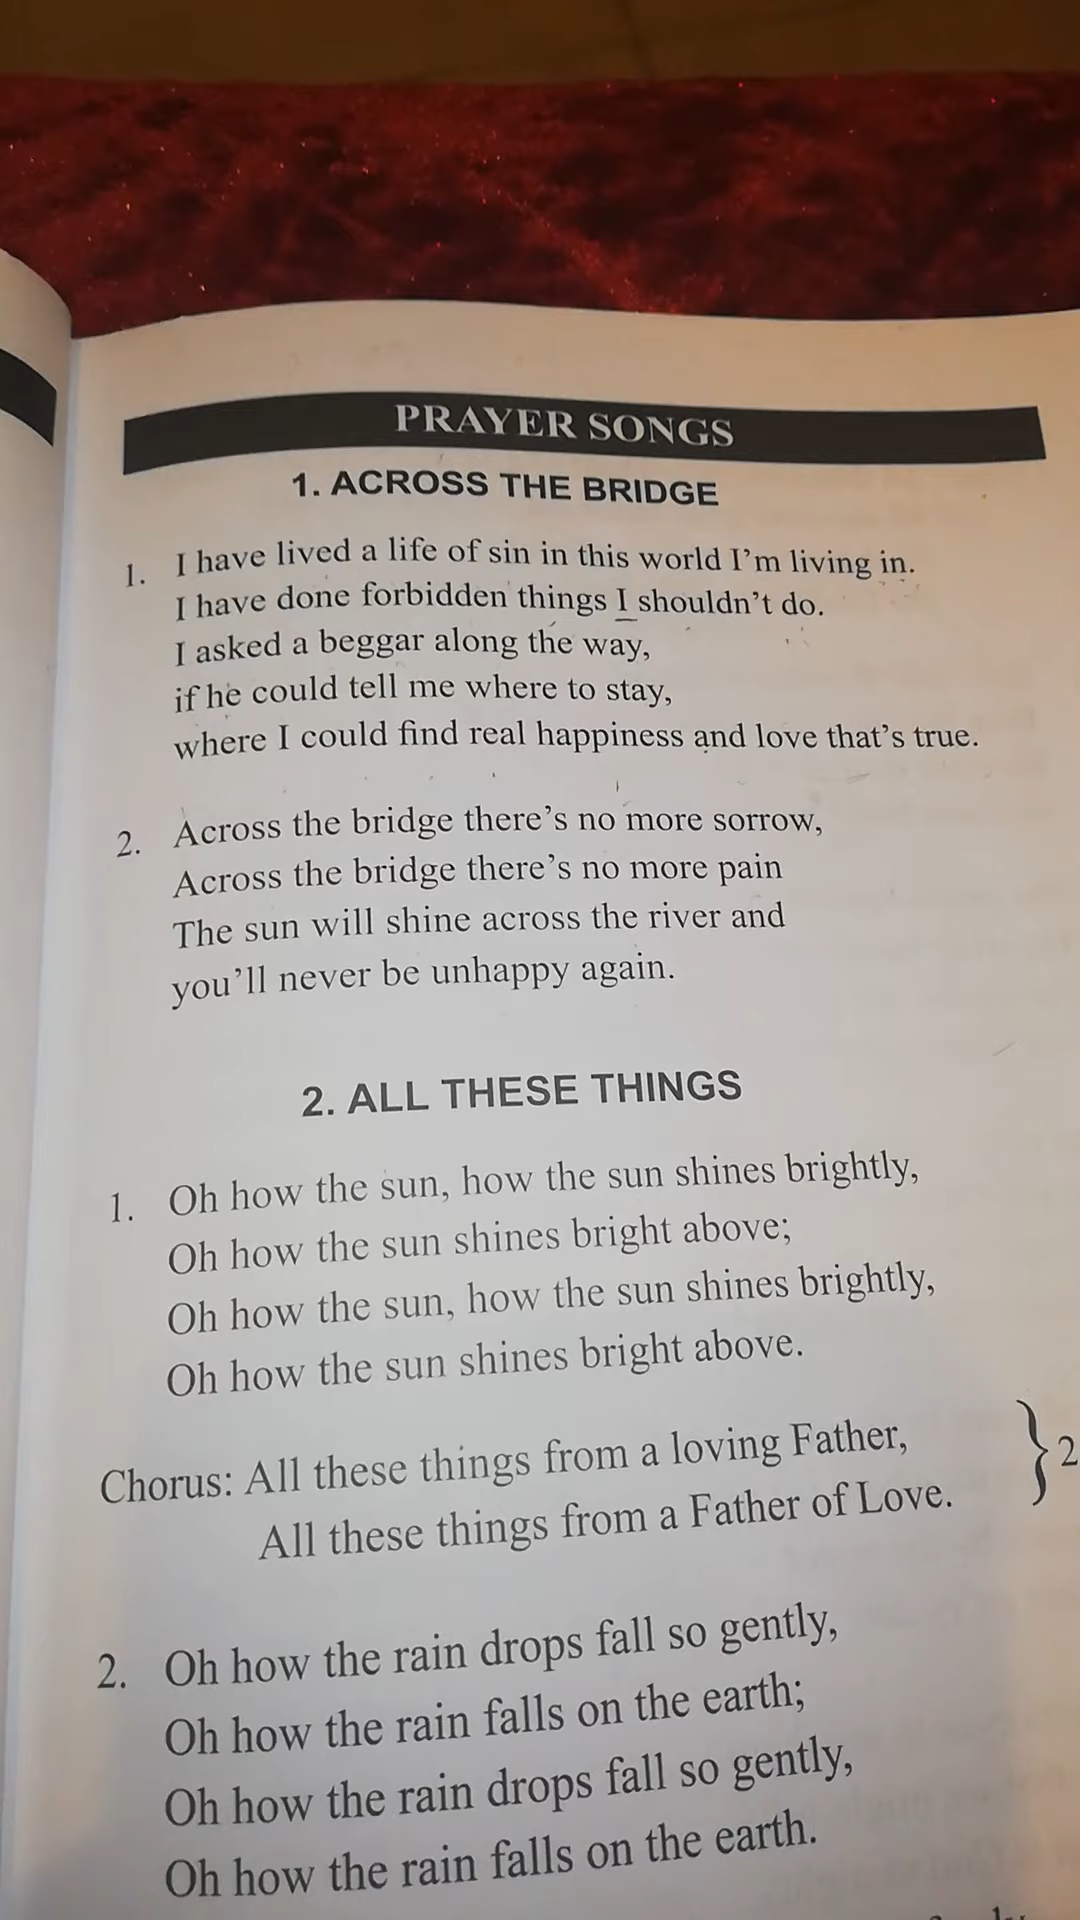 PRAYER SONGS
1. ACROSS THE BRIDGE
1. I have lived a life of sin in this world I'm living in.
I have done forbidden things I shouldn't do.
I asked a beggar along the way,
if he could tell me where to stay,
where I could find real happiness and love that's true.
2. Across the bridge there's no more sorrow,
Across the bridge there's no more pain
The sun will shine across the river and
you'll never be unhappy again.
2. ALL THESE THINGS
1. Oh how the sun, how the sun shines brightly,
Oh how the sun shines bright above;
Oh how the sun, how the sun shines brightly,
Oh how the sun shines bright above.
Chorus: All these things from a loving Father,
All these things from a Father of Love. } 2
2. Oh how the rain drops fall so gently,
Oh how the rain falls on the earth;
Oh how the rain drops fall so gently,
Oh how the rain falls on the earth.